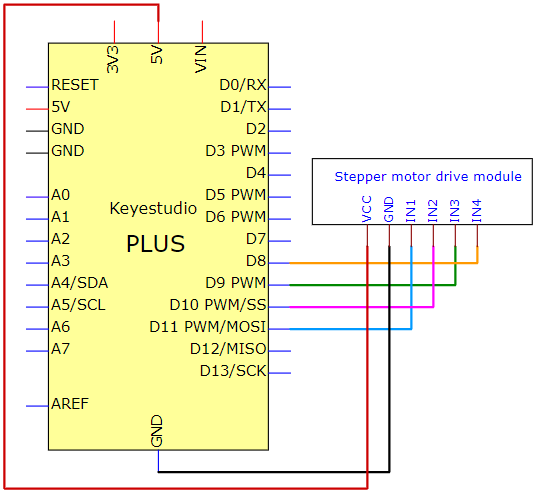 3V3
5V
VIN
RESET
5V
GND
GND
A0
A1
A2
A3
A4/SDA
A5/SCL
A6
A7
AREF
Keyestudio
PLUS
D0/RX
D1/TX
D2
D3 PWM
D4
D5 PWM
D6 PWM
D7
D8
D9 PWM
D10 PWM/SS
D11 PWM/MOSI
D12/MISO
D13/SCK
GND
Stepper motor drive module
VCC
GND
IN1
IN2
IN3
IN4